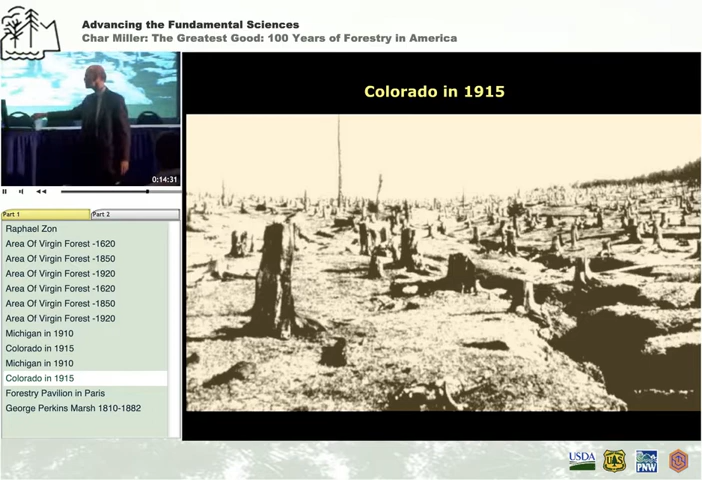 Advancing the Fundamental Sciences
Char Miller: The Greatest Good: 100 Years of Forestry in America
0:14:31
Part 1
Part 2
Raphael Zon
Area Of Virgin Forest -1620
Area Of Virgin Forest -1850
Area Of Virgin Forest -1920
Area Of Virgin Forest -1620
Area Of Virgin Forest -1850
Area Of Virgin Forest -1920
Michigan in 1910
Colorado in 1915
Michigan in 1910
Colorado in 1915
Forestry Pavilion in Paris
George Perkins Marsh 1810-1882
Colorado in 1915
USDA
UAS
PNW